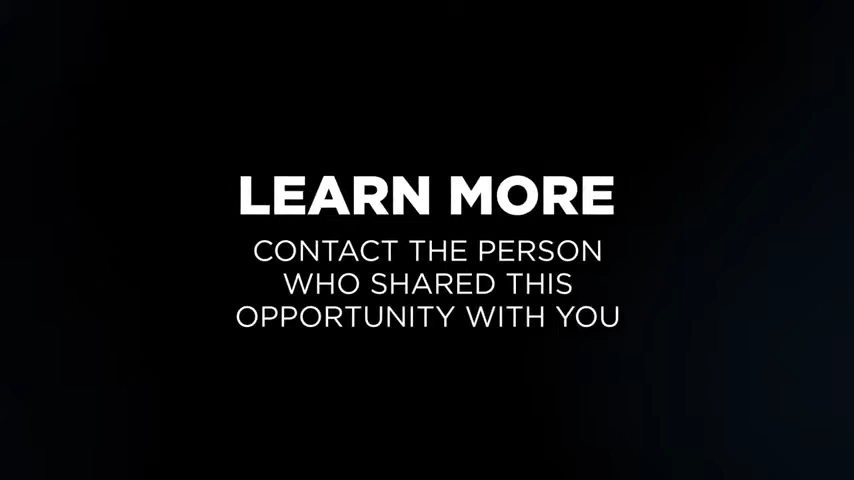 LEARN MORE
CONTACT THE PERSON
WHO SHARED THIS
OPPORTUNITY WITH YOU